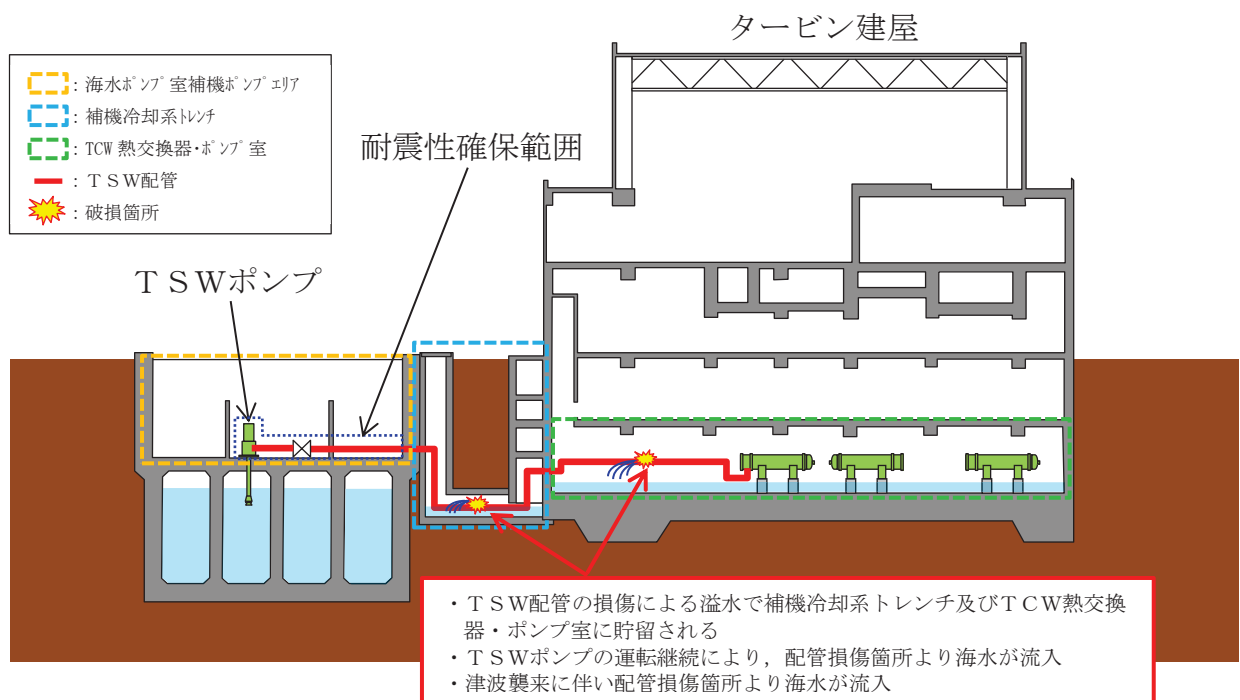 タービン建屋
: 海水ﾎﾟﾝﾌﾟ室補機ﾎﾟﾝﾌﾟｴﾘｱ
: 補機冷却系ﾄﾚﾝﾁ
: TCW 熱交換器・ﾎﾟﾝﾌﾟ室
: ＴＳＷ配管
: 破損箇所
耐震性確保範囲
ＴＳＷポンプ
・ＴＳＷ配管の損傷による溢水で補機冷却系トレンチ及びＴＣＷ熱交換
器・ポンプ室に貯留される
・ＴＳＷポンプの運転継続により，配管損傷箇所より海水が流入
・津波襲来に伴い配管損傷箇所より海水が流入